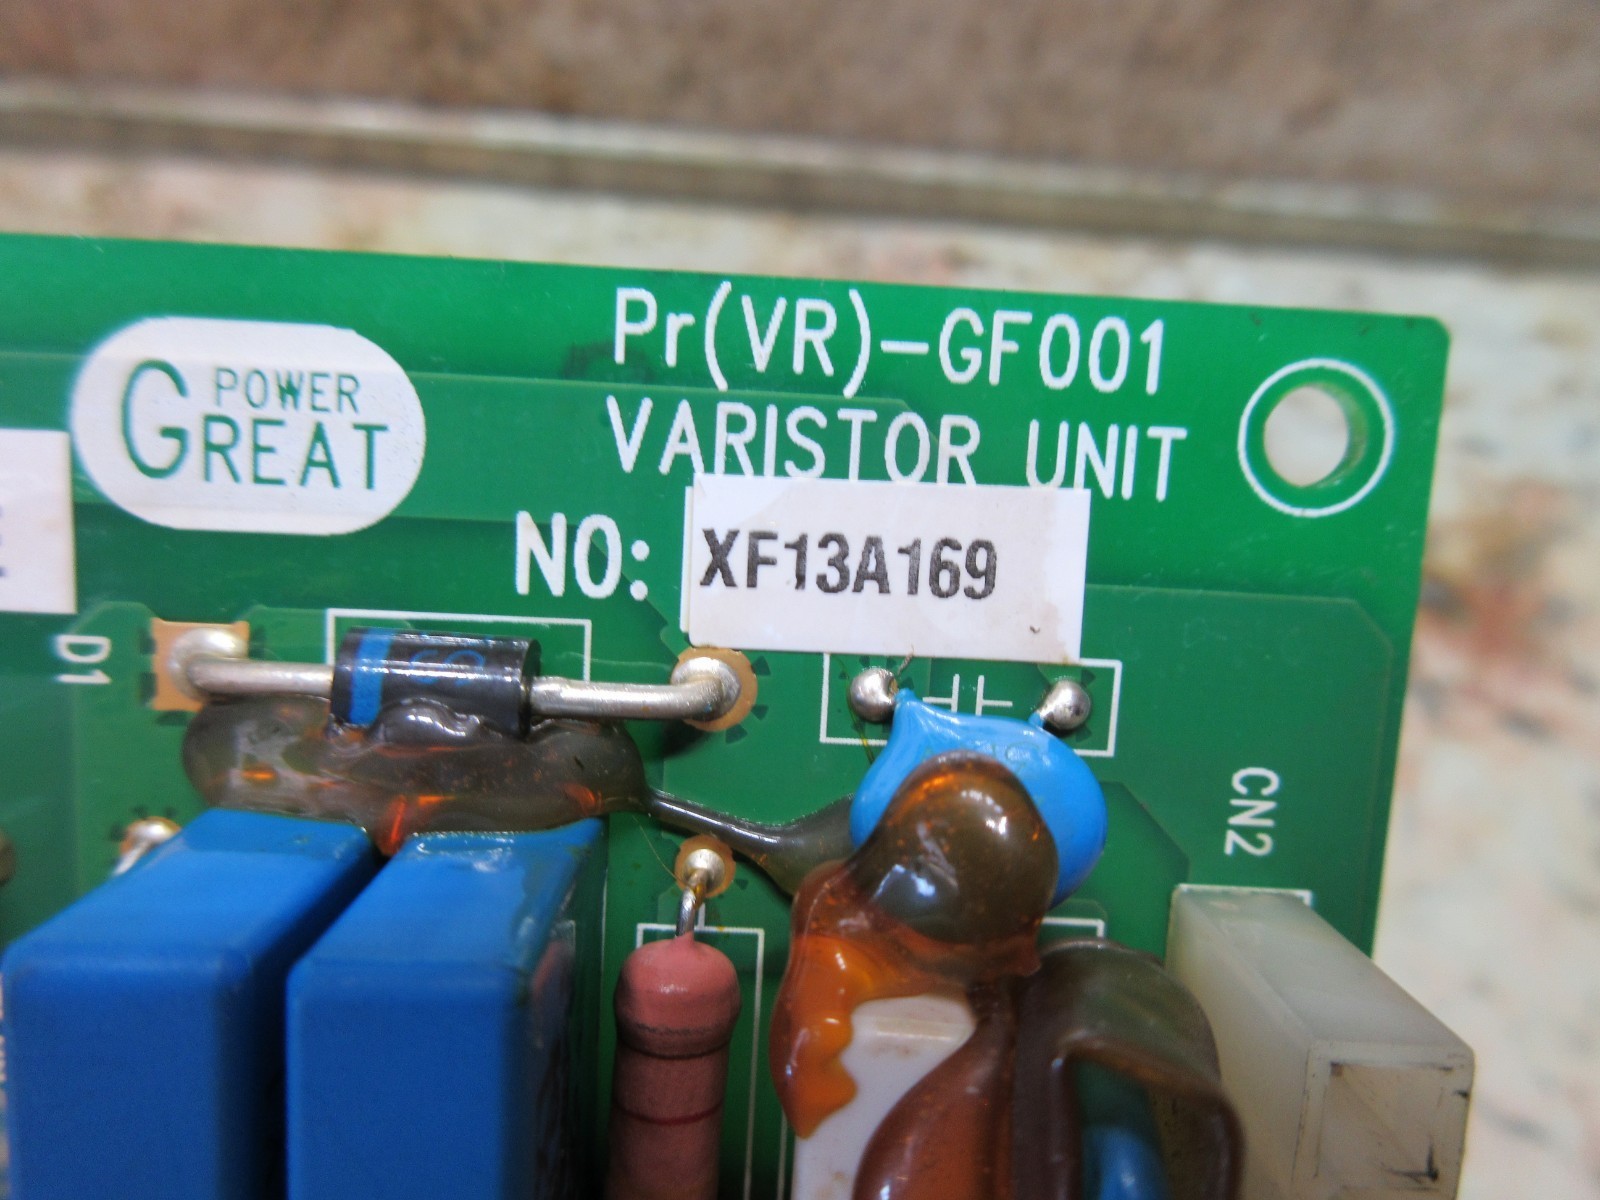 Pr(VR)-GF001
POWER
GREAT
VARISTOR UNIT
NO: XF13A169
D1
CN2